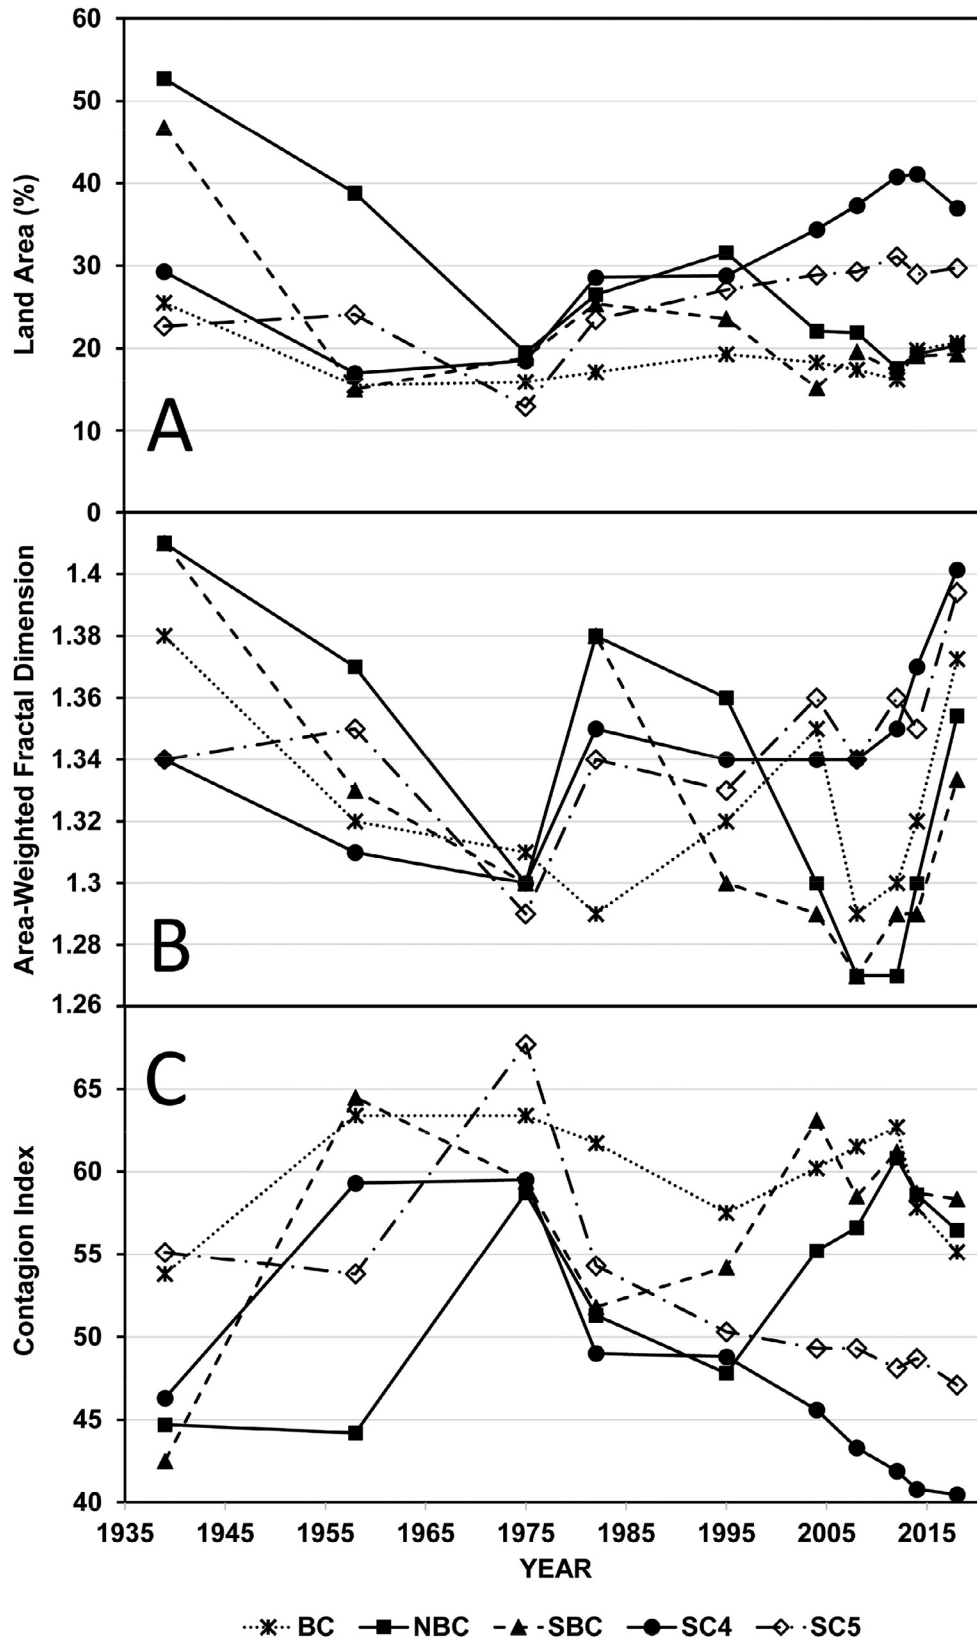 60
50
40
30
20
10
0
Land Area (%)
A
1.4
1.38
1.36
1.34
1.32
1.3
1.28
1.26
Area-Weighted Fractal Dimension
B
65
60
55
50
45
40
Contagion Index
C
1935 1945 1955 1965 1975 1985 1995 2005 2015
YEAR
BC NBC SBC SC4 SC5